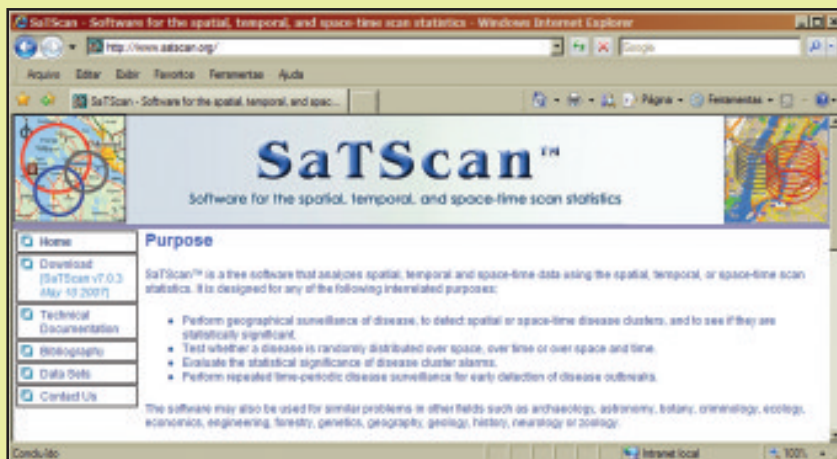 SaTScan - Software for the spatial, temporal, and space-time scan statistics - Windows Internet Explorer
http://www.satscan.org/
Google
Arquivo Editar Exibir Favoritos Ferramentas Ajuda
SaTScan - Software for the spatial, temporal, and spac...
Página Ferramentas
SaTScan™
Software for the spatial, temporal, and space-time scan statistics
Home
Download
[SaTScan v7.0.3
May 10 2007]
Technical
Documentation
Bibliography
Data Sets
Contact Us
Purpose
SaTScan™ is a free software that analyzes spatial, temporal and space-time data using the spatial, temporal, or space-time scan
statistics. It is designed for any of the following interrelated purposes:
• Perform geographical surveillance of disease, to detect spatial or space-time disease clusters, and to see if they are
statistically significant.
• Test whether a disease is randomly distributed over space, over time or over space and time.
• Evaluate the statistical significance of disease cluster alarms.
• Perform repeated time-periodic disease surveillance for early detection of disease outbreaks.
The software may also be used for similar problems in other fields such as archaeology, astronomy, botany, criminology, ecology,
economics, engineering, forestry, genetics, geography, geology, history, neurology or zoology.
Concluído
Intranet local
100%